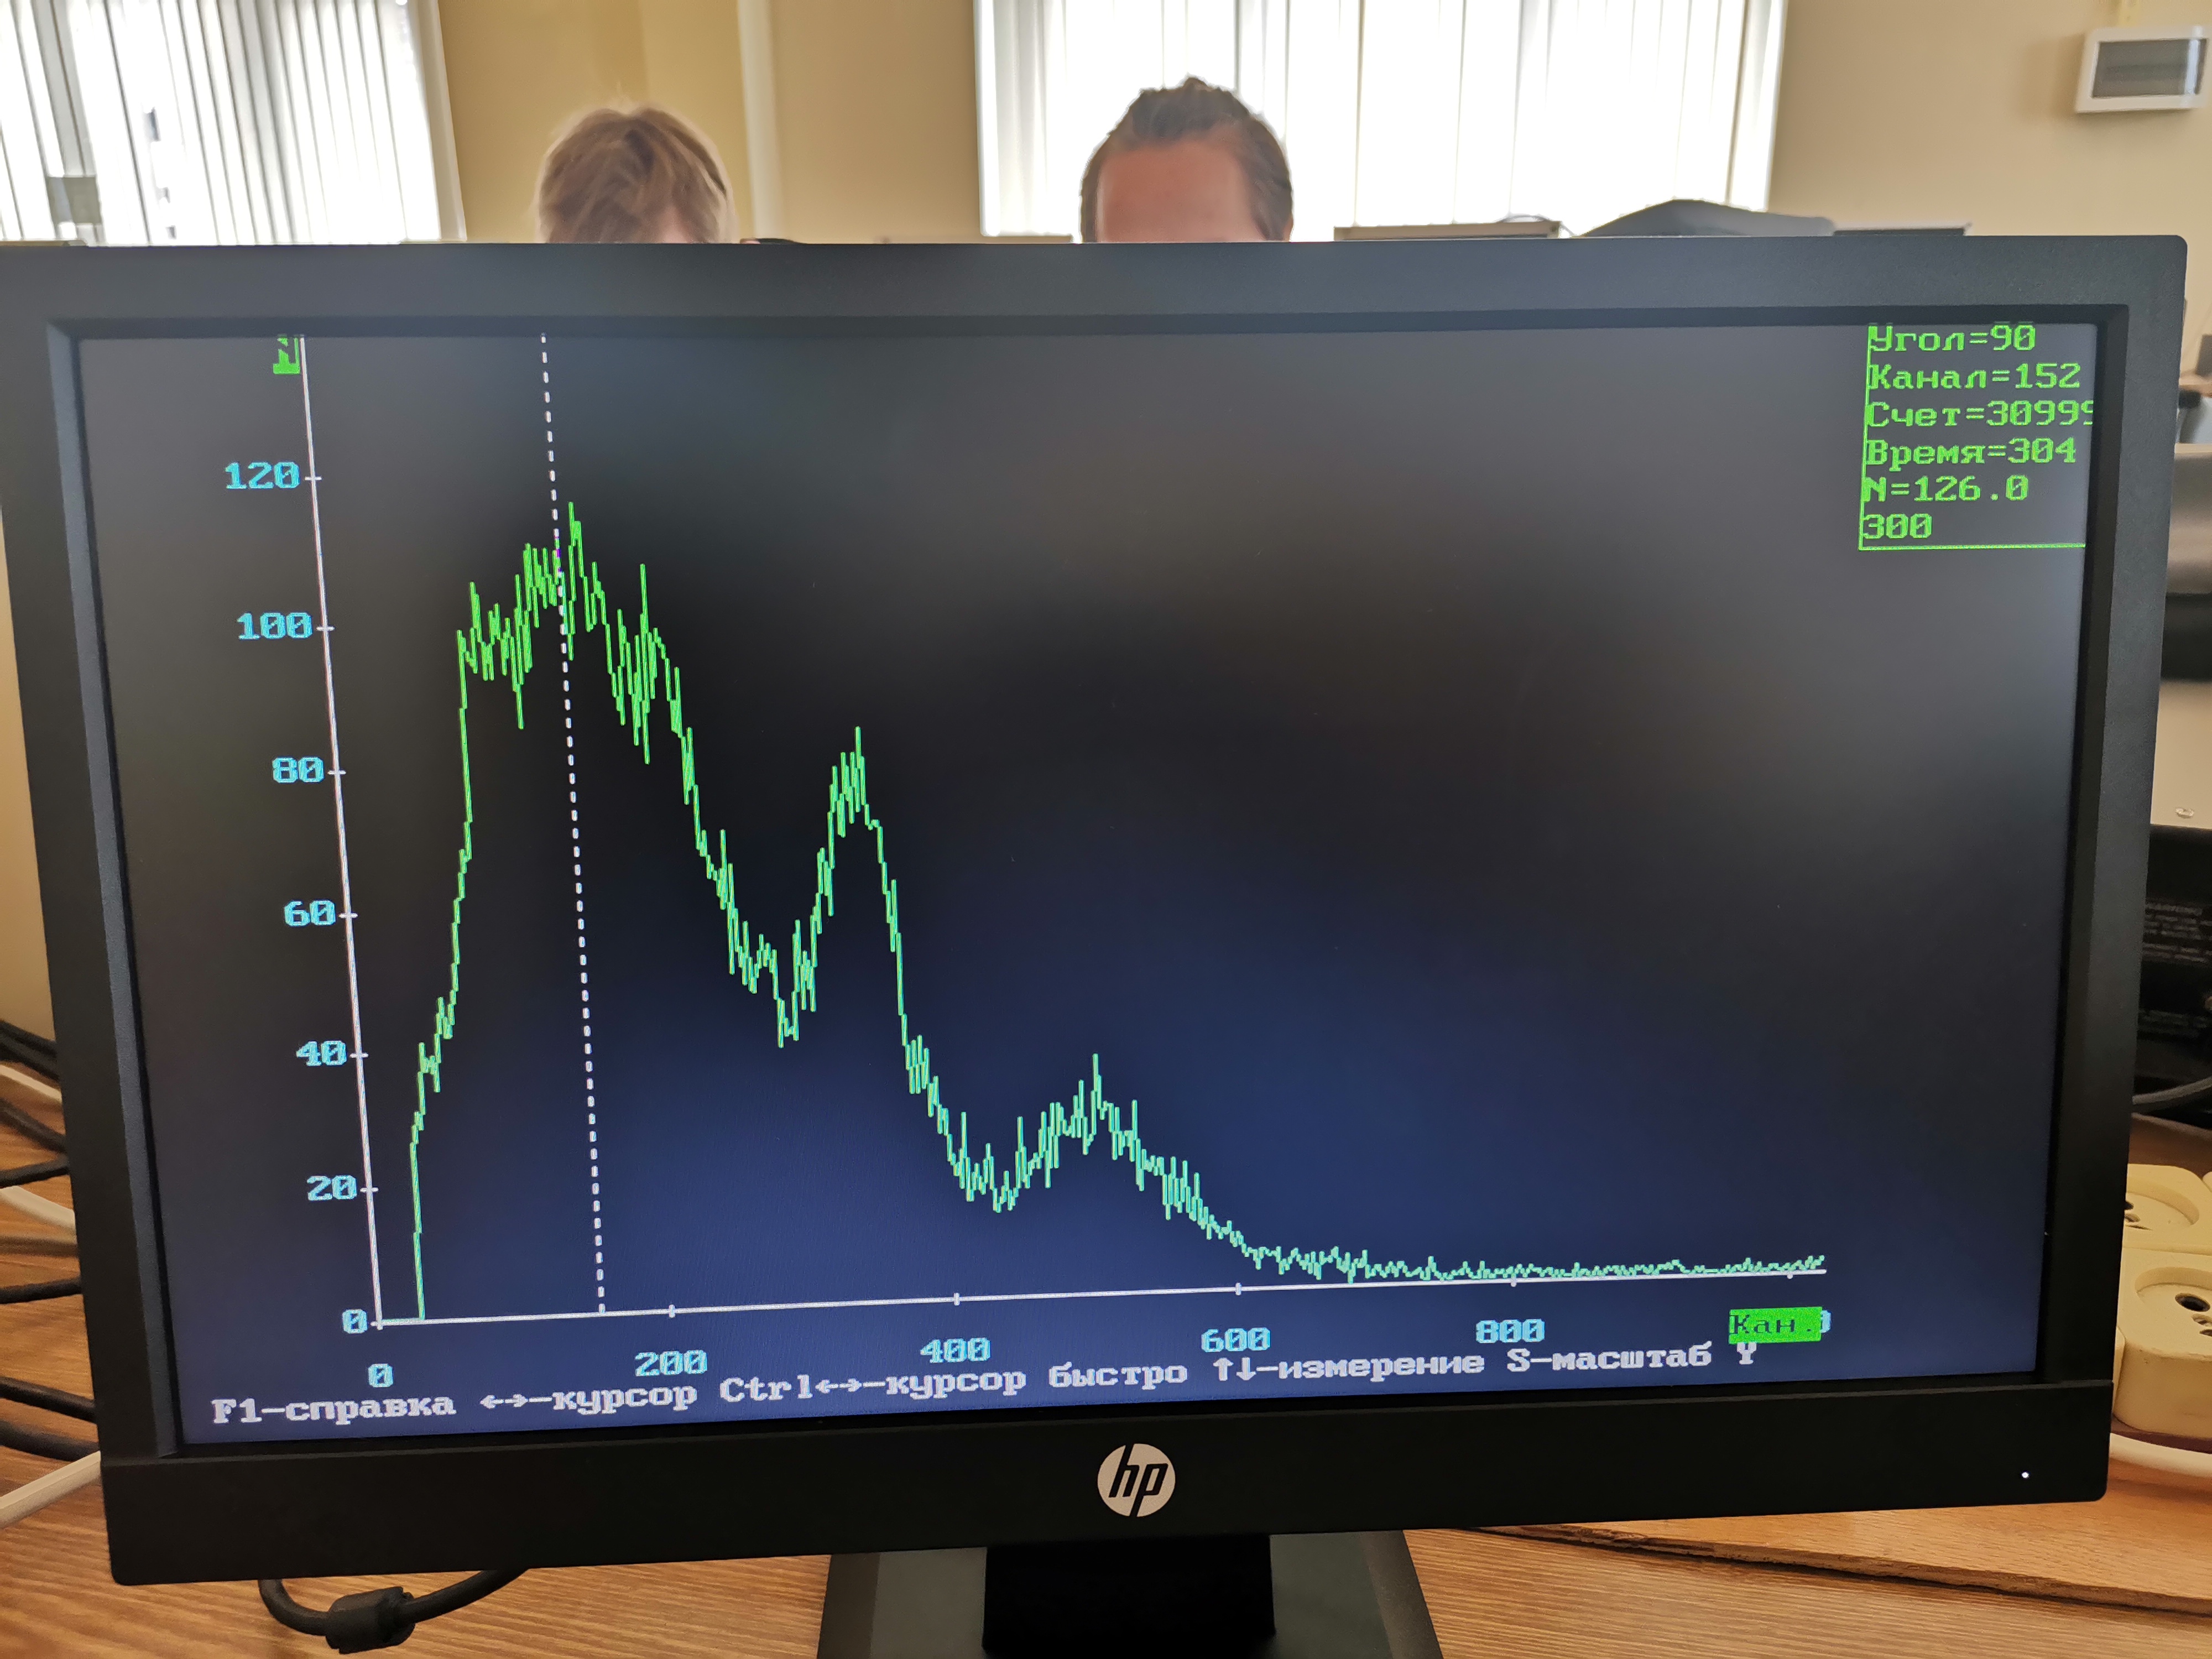 N
Угол=90
Канал=152
Счет=30999
Время=304
N=126.0
300
120
100
80
60
40
20
0
0 200 400 600 800 Кан.
F1-справка ←→-курсор Ctrl←→-курсор быстро ↑↓-измерение S-масштаб Y
hp